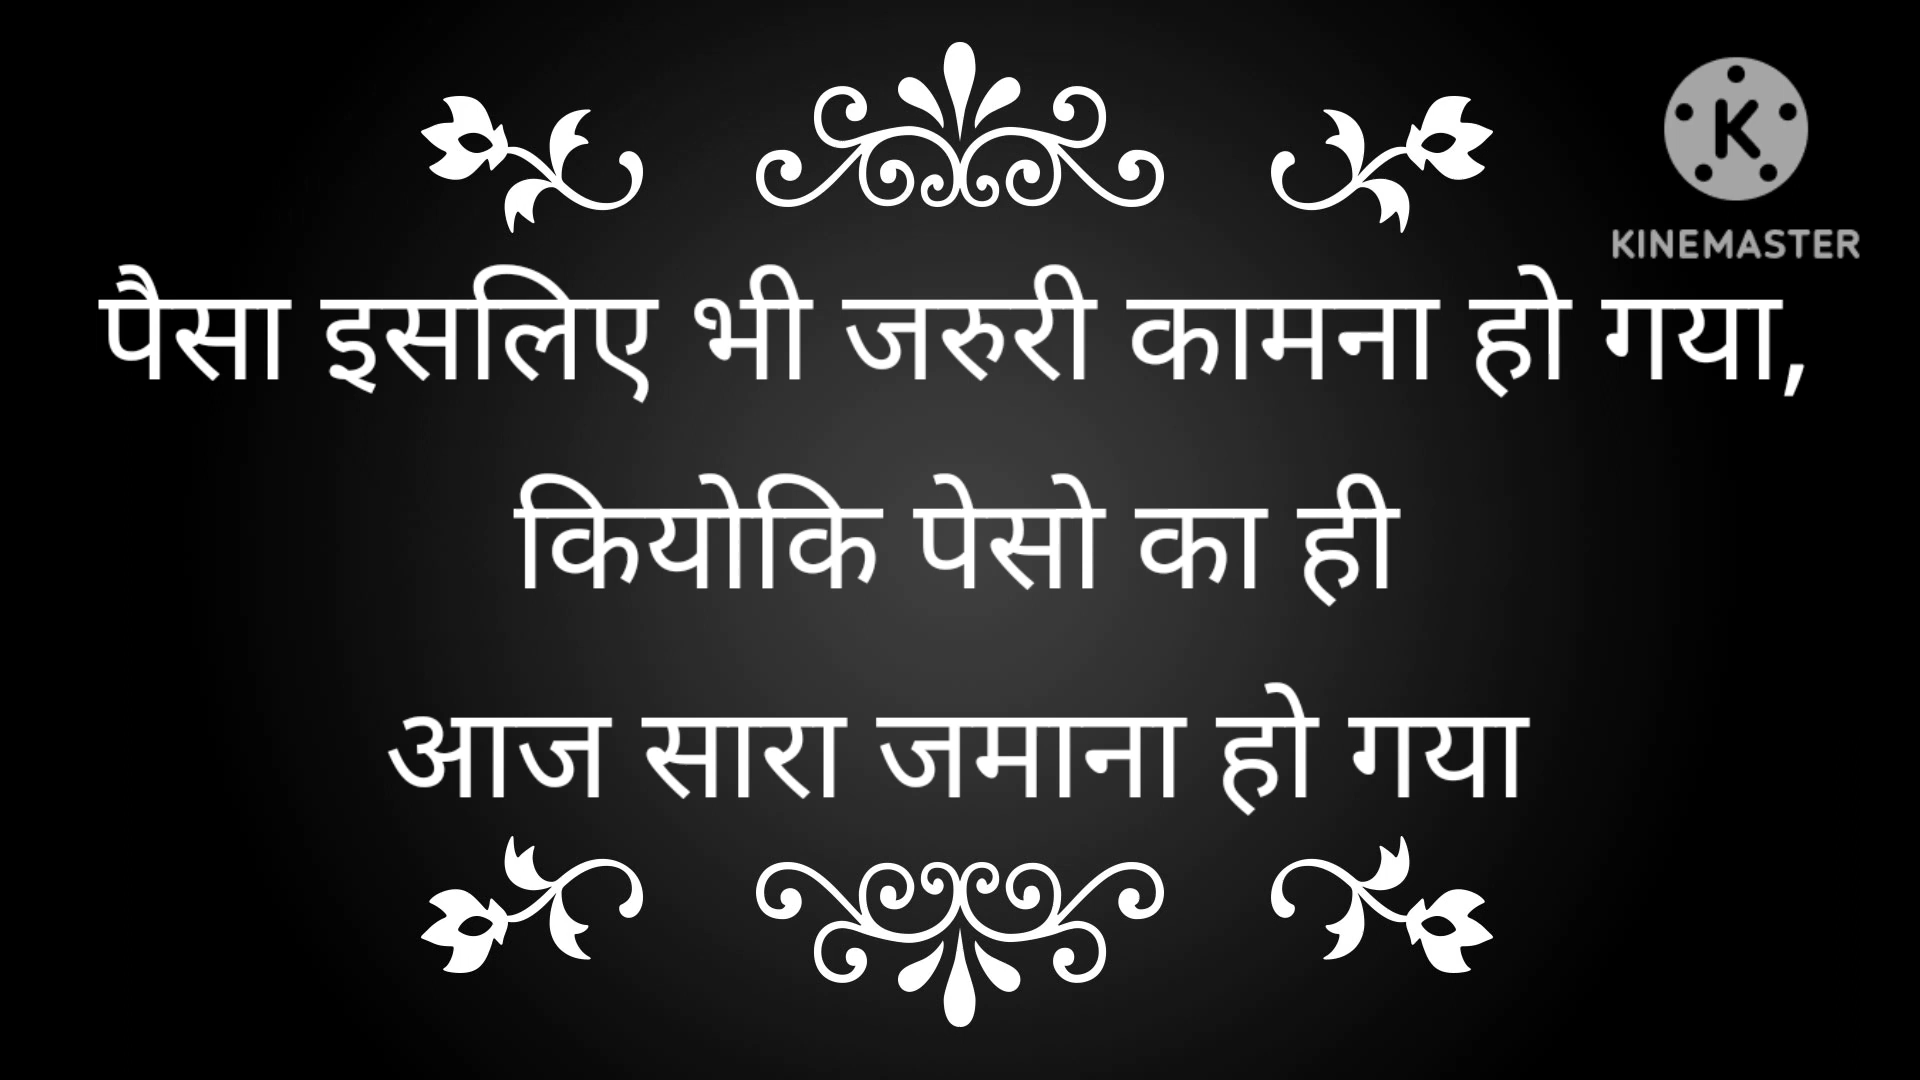 KINEMASTER
पैसा इसलिए भी जरुरी कामना हो गया,
कियोकि पेसो का ही
आज सारा जमाना हो गया